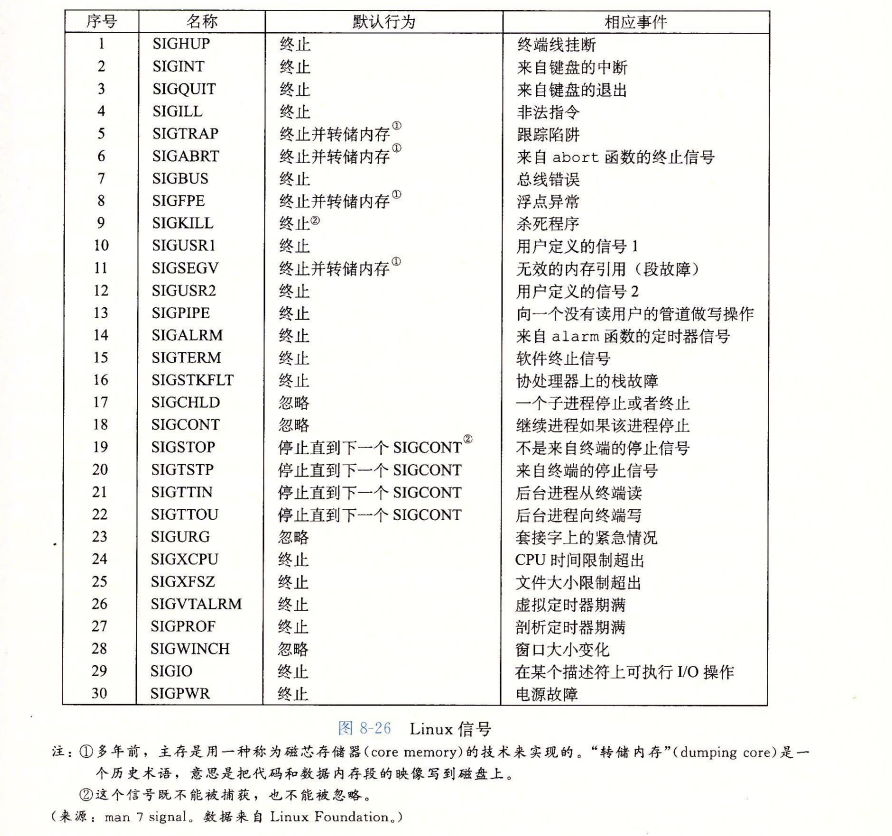 序号 名称 默认行为 相应事件
1 SIGHUP 终止 终端线挂断
2 SIGINT 终止 来自键盘的中断
3 SIGQUIT 终止 来自键盘的退出
4 SIGILL 终止 非法指令
5 SIGTRAP 终止并转储内存① 跟踪陷阱
6 SIGABRT 终止并转储内存① 来自 abort 函数的终止信号
7 SIGBUS 终止 总线错误
8 SIGFPE 终止并转储内存① 浮点异常
9 SIGKILL 终止② 杀死程序
10 SIGUSR1 终止 用户定义的信号 1
11 SIGSEGV 终止并转储内存① 无效的内存引用（段故障）
12 SIGUSR2 终止 用户定义的信号 2
13 SIGPIPE 终止 向一个没有读用户的管道做写操作
14 SIGALRM 终止 来自 alarm 函数的定时器信号
15 SIGTERM 终止 软件终止信号
16 SIGSTKFLT 终止 协处理器上的栈故障
17 SIGCHLD 忽略 一个子进程停止或者终止
18 SIGCONT 忽略 继续进程如果该进程停止
19 SIGSTOP 停止直到下一个 SIGCONT② 不是来自终端的停止信号
20 SIGTSTP 停止直到下一个 SIGCONT 来自终端的停止信号
21 SIGTTIN 停止直到下一个 SIGCONT 后台进程从终端读
22 SIGTTOU 停止直到下一个 SIGCONT 后台进程向终端写
23 SIGURG 忽略 套接字上的紧急情况
24 SIGXCPU 终止 CPU 时间限制超出
25 SIGXFSZ 终止 文件大小限制超出
26 SIGVTALRM 终止 虚拟定时器期满
27 SIGPROF 终止 剖析定时器期满
28 SIGWINCH 忽略 窗口大小变化
29 SIGIO 终止 在某个描述符上可执行 I/O 操作
30 SIGPWR 终止 电源故障
图 8-26 Linux 信号
注：①多年前，主存是用一种称为磁芯存储器(core memory)的技术来实现的。“转储内存”(dumping core)是一
个历史术语，意思是把代码和数据内存段的映像写到磁盘上。
②这个信号既不能被捕获，也不能被忽略。
(来源：man 7 signal。数据来自 Linux Foundation。)